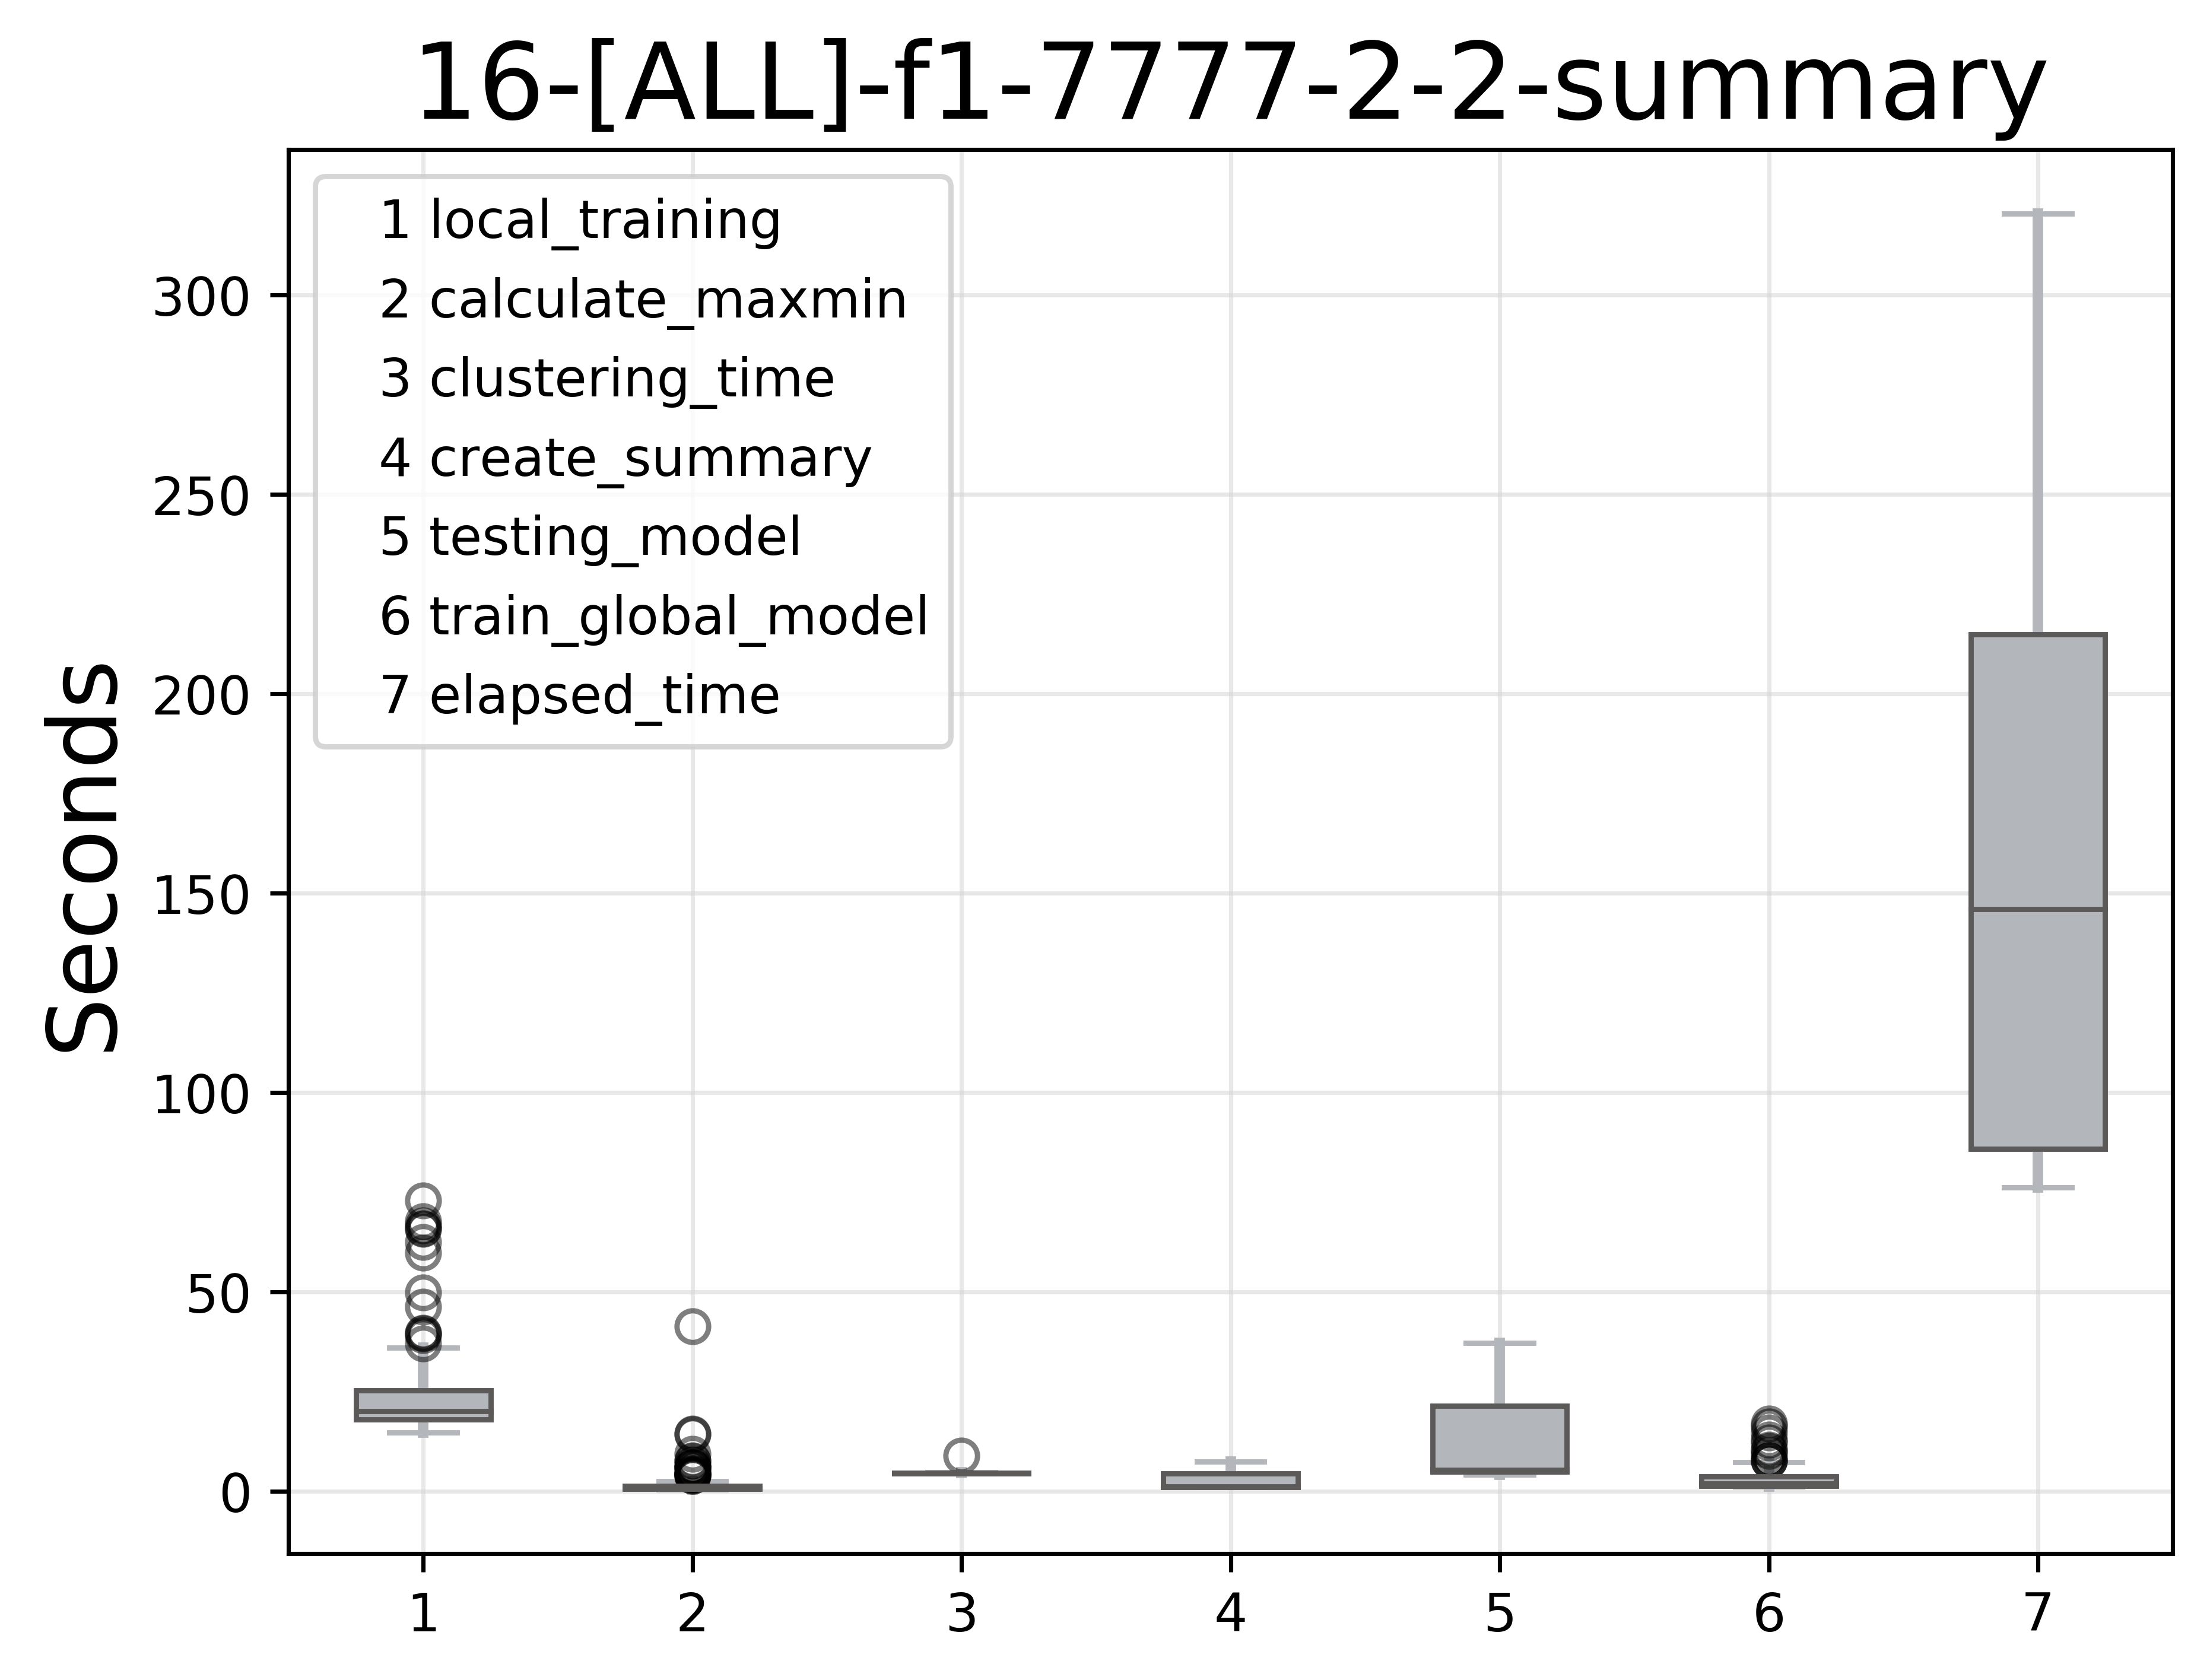 16-[ALL]-f1-7777-2-2-summary
1 local_training
2 calculate_maxmin
3 clustering_time
4 create_summary
5 testing_model
6 train_global_model
7 elapsed_time
Seconds
300
250
200
150
100
50
0
1 2 3 4 5 6 7